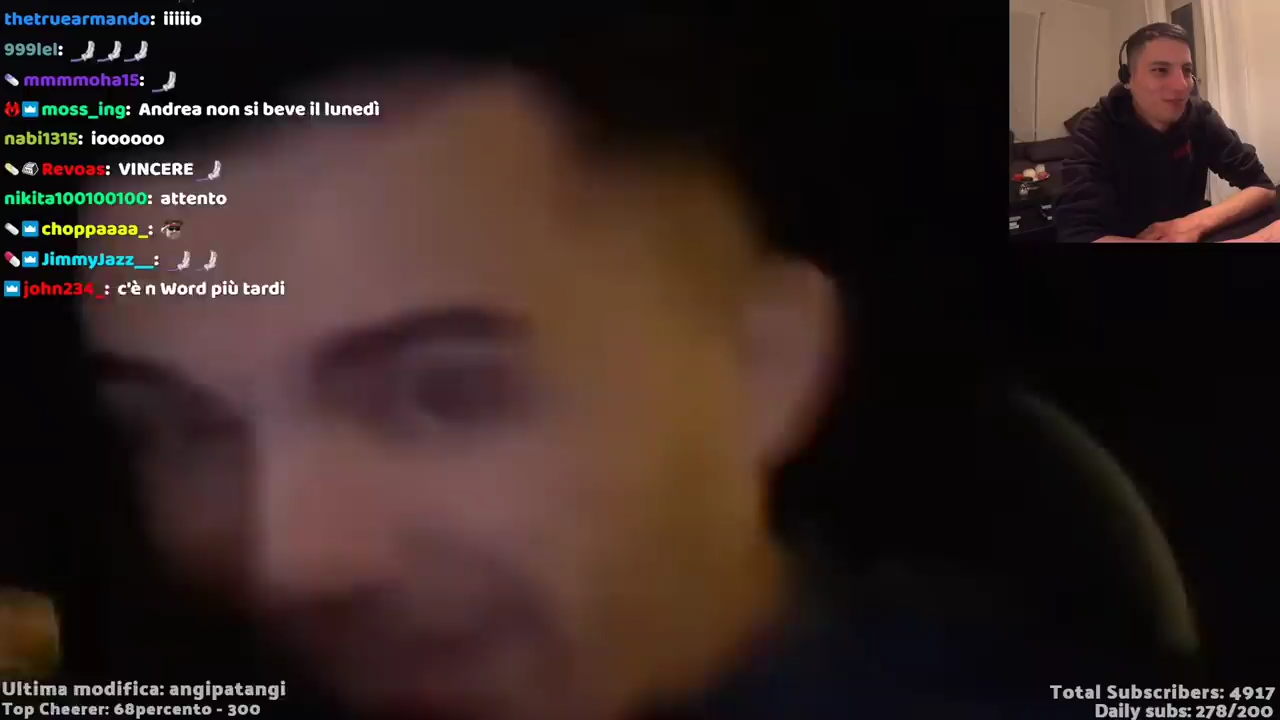 thetruearmando: iiiiio
999lel:
mmmmoha15:
moss_ing: Andrea non si beve il lunedì
nabi1315: ioooooo
Revoas: VINCERE
nikita100100100: attento
choppaaaa_:
JimmyJazz__:
john234_: c'è n Word più tardi
Ultima modifica: angipatangi
Top Cheerer: 68percento - 300
Total Subscribers: 4917
Daily subs: 278/200